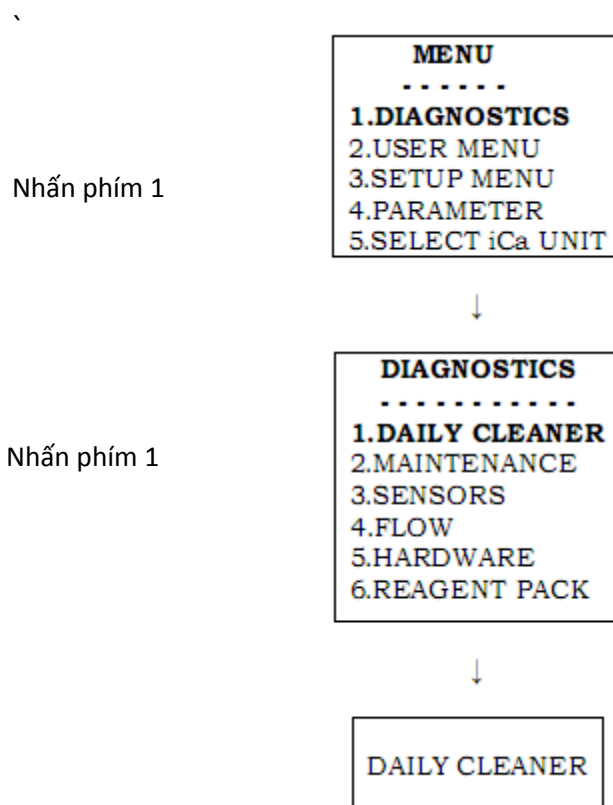 `
MENU
- - - - - -
1.DIAGNOSTICS
2.USER MENU
Nhấn phím 1
3.SETUP MENU
4.PARAMETER
5.SELECT iCa UNIT
↓
DIAGNOSTICS
- - - - - - - - - - -
1.DAILY CLEANER
Nhấn phím 1
2.MAINTENANCE
3.SENSORS
4.FLOW
5.HARDWARE
6.REAGENT PACK
↓
DAILY CLEANER